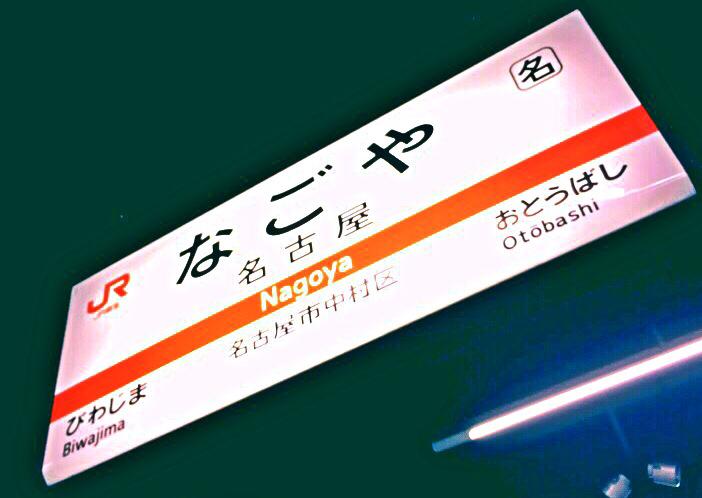 名
なごや
名古屋
Nagoya
名古屋市中村区
JR
おとうばし
Otōbashi
びわじま
Biwajima